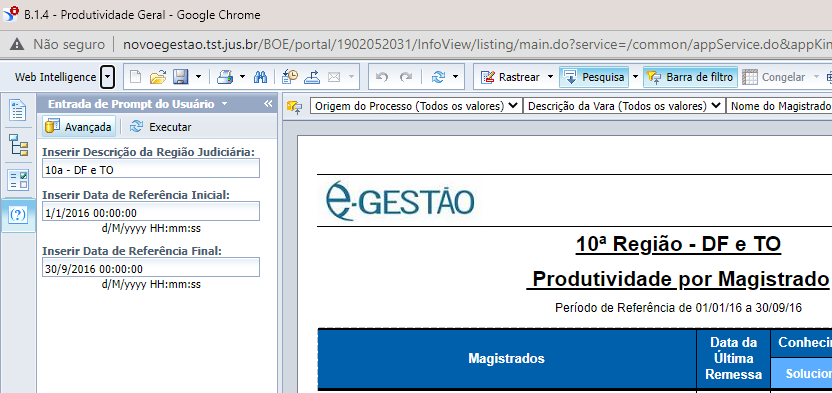 B.1.4 - Produtividade Geral - Google Chrome
Não seguro | novoegestao.tst.jus.br/BOE/portal/1902052031/InfoView/listing/main.do?service=/common/appService.do&appKin
Web Intelligence Rastrear Pesquisa Barra de filtro Congelar
Entrada de Prompt do Usuário «
Avançada Executar
Inserir Descrição da Região Judiciária:
10a - DF e TO
Inserir Data de Referência Inicial:
1/1/2016 00:00:00
d/M/yyyy HH:mm:ss
Inserir Data de Referência Final:
30/9/2016 00:00:00
d/M/yyyy HH:mm:ss
Origem do Processo (Todos os valores) Descrição da Vara (Todos os valores) Nome do Magistrado
e-GESTÃO
10ª Região - DF e TO
Produtividade por Magistrado
Período de Referência de 01/01/16 a 30/09/16
Magistrados
Data da Última Remessa
Conhecin
Solucion